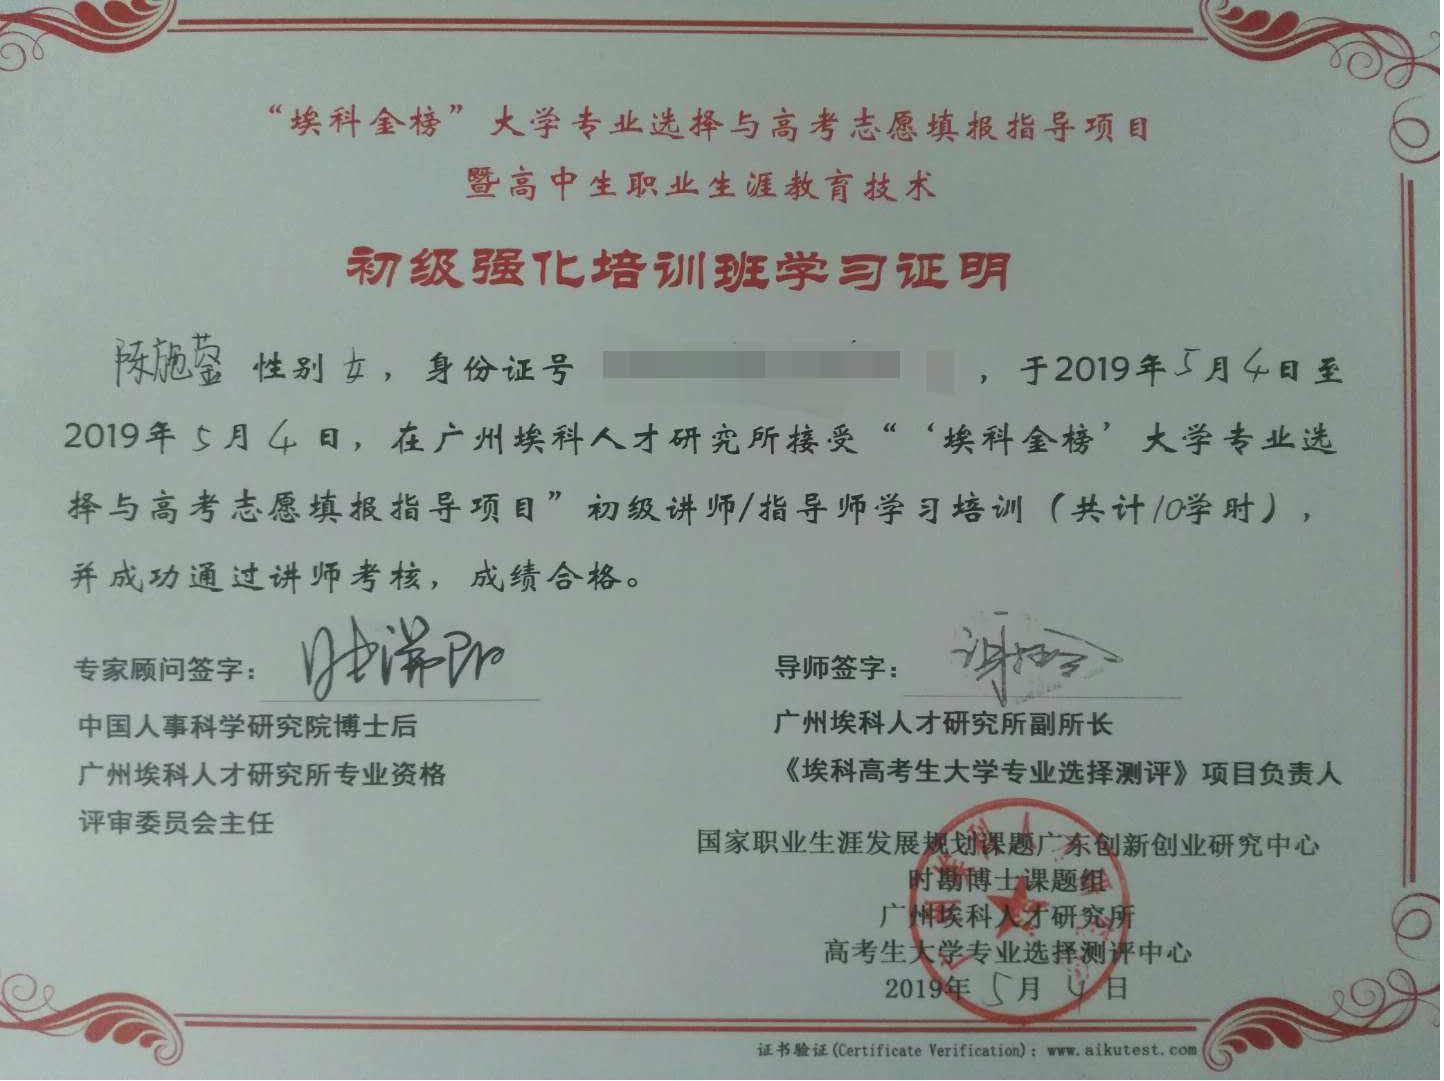 “埃科金榜”大学专业选择与高考志愿填报指导项目
暨高中生职业生涯教育技术
初级强化培训班学习证明
陈施蓥 性别 女，身份证号 ，于2019年5月4日至
2019年5月4日，在广州埃科人才研究所接受“‘埃科金榜’大学专业选
择与高考志愿填报指导项目”初级讲师/指导师学习培训（共计10学时），
并成功通过讲师考核，成绩合格。
专家顾问签字：
中国人事科学研究院博士后
广州埃科人才研究所专业资格
评审委员会主任
导师签字：
广州埃科人才研究所副所长
《埃科高考生大学专业选择测评》项目负责人
国家职业生涯发展规划课题广东创新创业研究中心
时勘博士课题组
广州埃科人才研究所
高考生大学专业选择测评中心
2019年5月4日
证书验证(Certificate Verification)：www.aikutest.com